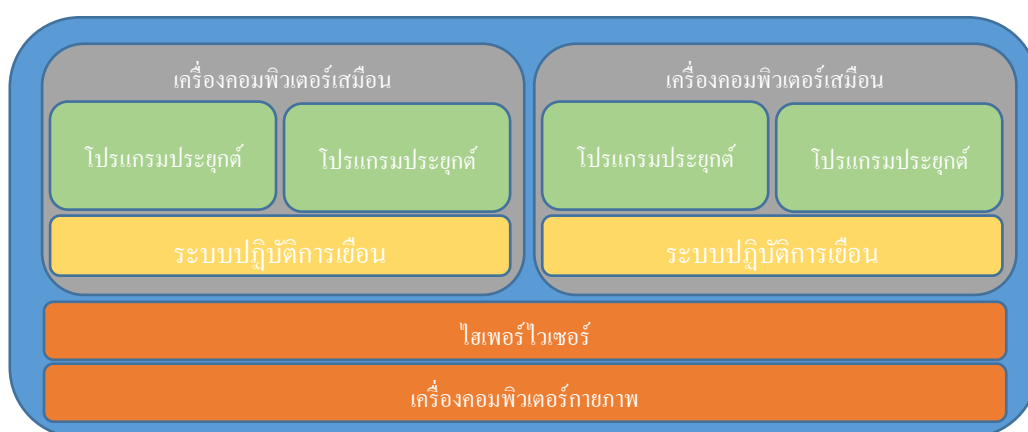 เครื่องคอมพิวเตอร์เสมือน
เครื่องคอมพิวเตอร์เสมือน
โปรแกรมประยุกต์
โปรแกรมประยุกต์
โปรแกรมประยุกต์
โปรแกรมประยุกต์
ระบบปฏิบัติการเยือน
ระบบปฏิบัติการเยือน
ไฮเพอร์ไวเซอร์
เครื่องคอมพิวเตอร์กายภาพ